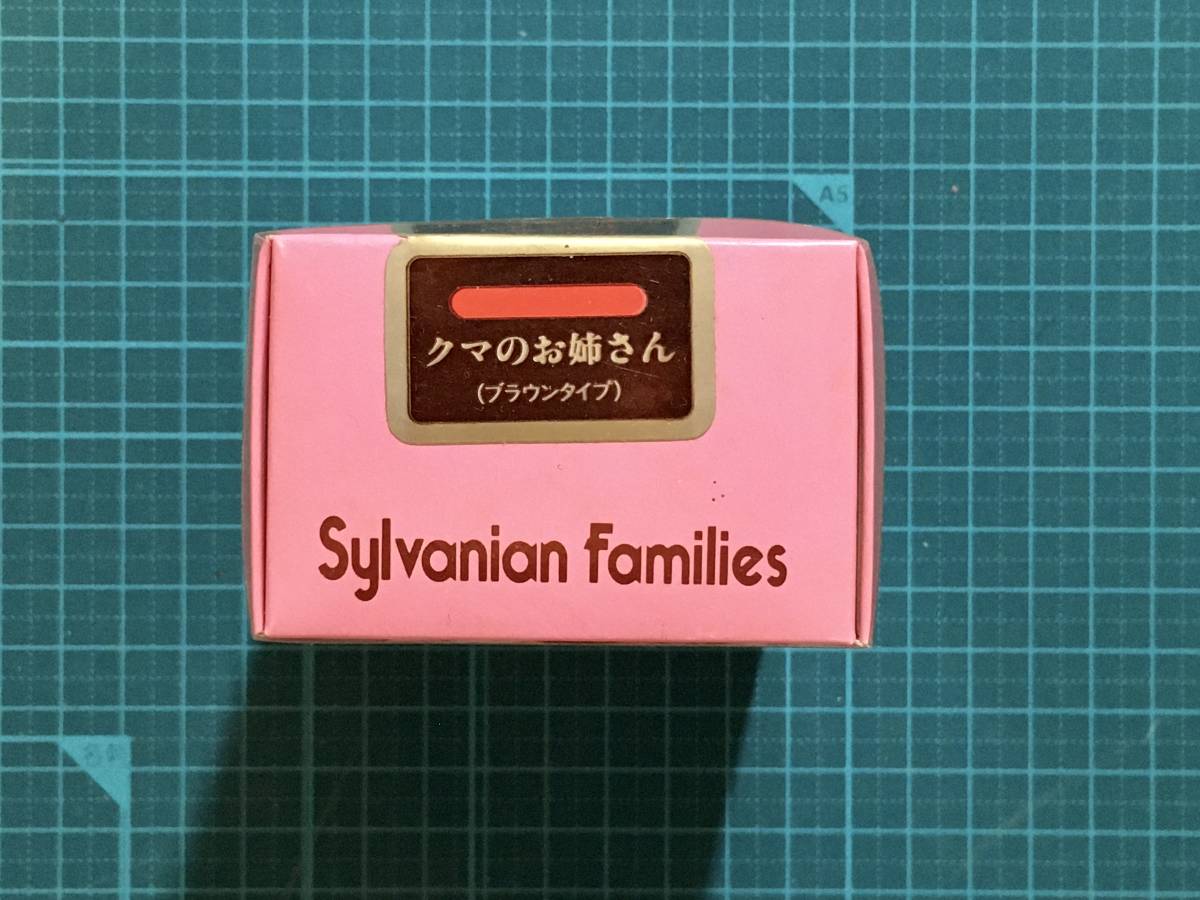 A5
クマのお姉さん
(ブラウンタイプ)
Sylvanian Families